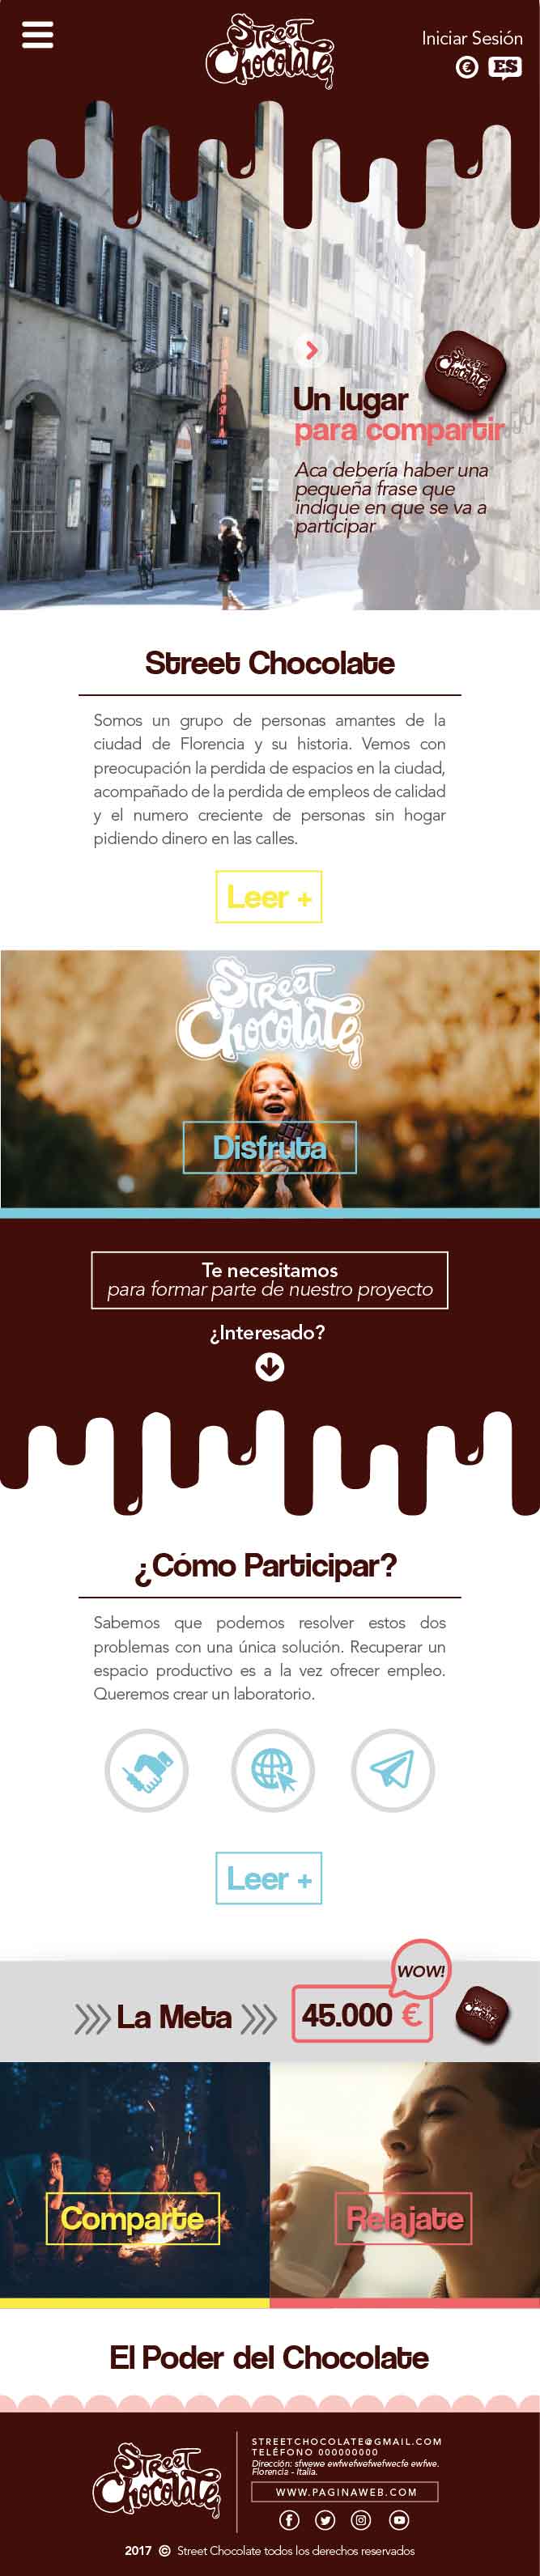 Street
Chocolate
Iniciar Sesión
€ ES
Street
Chocolate
Un lugar
para compartir
Aca debería haber una
pequeña frase que
indique en que se va a
participar
Street Chocolate
Somos un grupo de personas amantes de la
ciudad de Florencia y su historia. Vemos con
preocupación la perdida de espacios en la ciudad,
acompañado de la perdida de empleos de calidad
y el numero creciente de personas sin hogar
pidiendo dinero en las calles.
Leer +
Street
Chocolate
Disfruta
Te necesitamos
para formar parte de nuestro proyecto
¿Interesado?
¿Cómo Participar?
Sabemos que podemos resolver estos dos
problemas con una única solución. Recuperar un
espacio productivo es a la vez ofrecer empleo.
Queremos crear un laboratorio.
Leer +
WOW!
La Meta 45.000 €
Street
Chocolate
Comparte
Relajate
El Poder del Chocolate
Street
Chocolate
STREETCHOCOLATE@GMAIL.COM
TELÉFONO 000000000
Dirección: sfwewe ewfwefwefwefwecfe ewfwe.
Florencia - Italia.
WWW.PAGINAWEB.COM
2017 © Street Chocolate todos los derechos reservados